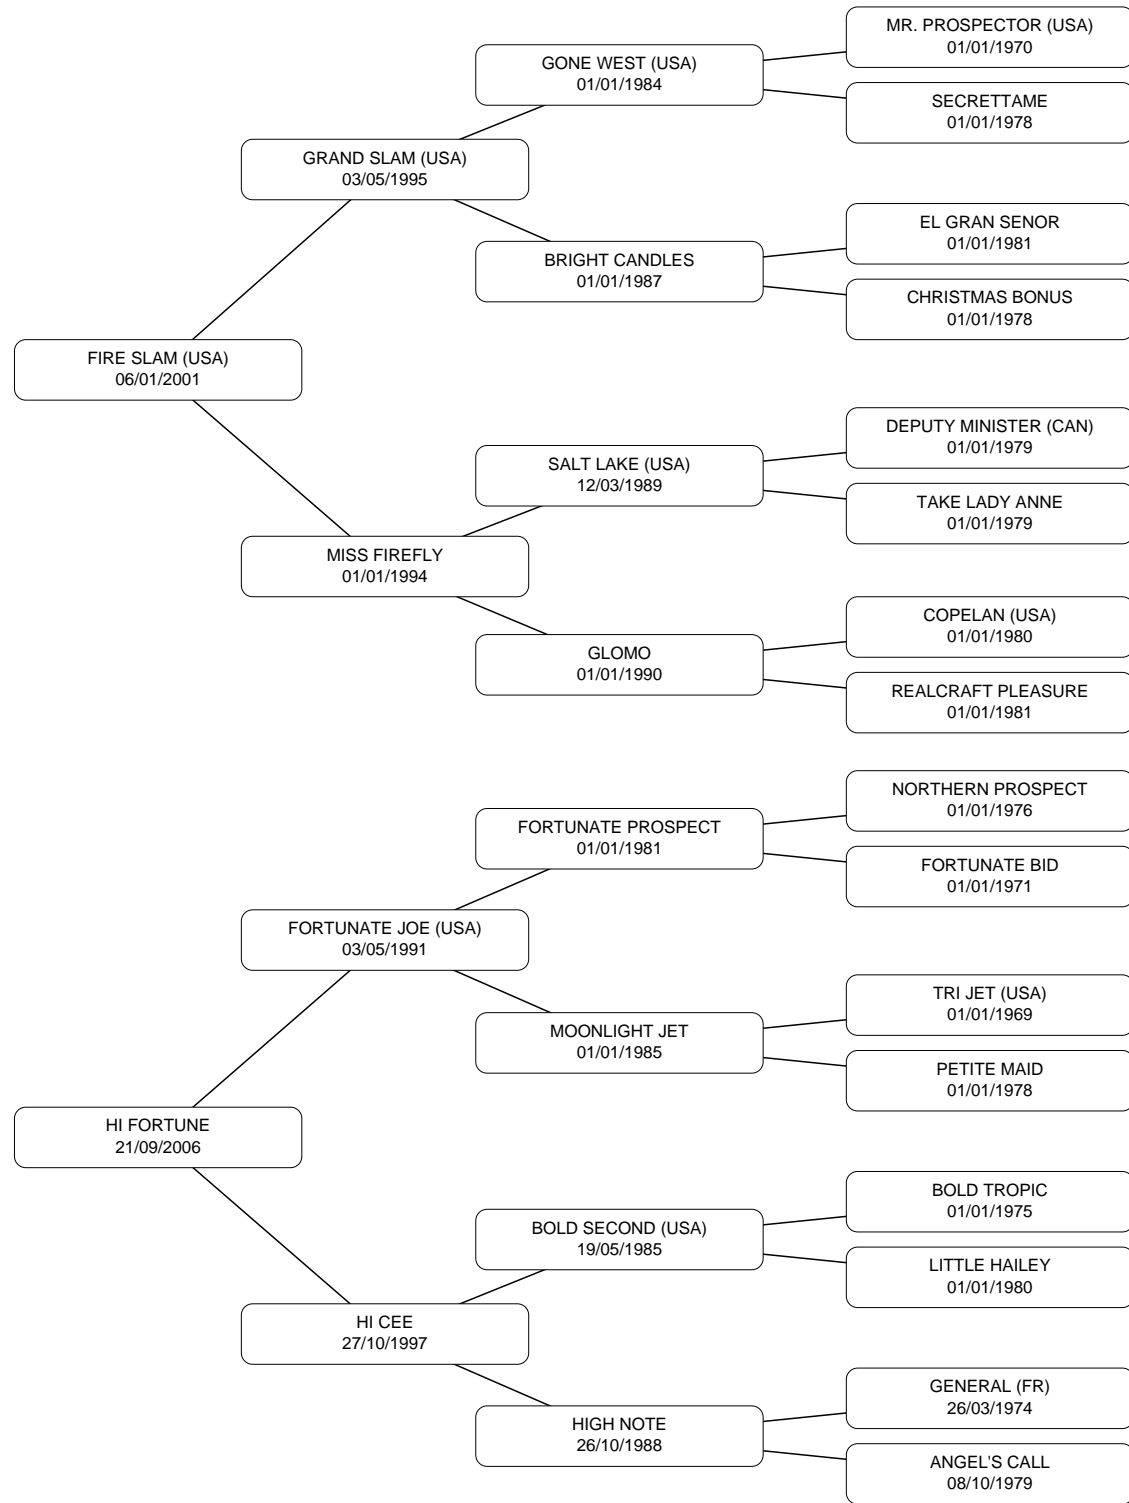 MR. PROSPECTOR (USA)
01/01/1970
GONE WEST (USA)
01/01/1984
SECRETTAME
01/01/1978
GRAND SLAM (USA)
03/05/1995
EL GRAN SENOR
01/01/1981
BRIGHT CANDLES
01/01/1987
CHRISTMAS BONUS
01/01/1978
FIRE SLAM (USA)
06/01/2001
DEPUTY MINISTER (CAN)
01/01/1979
SALT LAKE (USA)
12/03/1989
TAKE LADY ANNE
01/01/1979
MISS FIREFLY
01/01/1994
COPELAN (USA)
01/01/1980
GLOMO
01/01/1990
REALCRAFT PLEASURE
01/01/1981
NORTHERN PROSPECT
01/01/1976
FORTUNATE PROSPECT
01/01/1981
FORTUNATE BID
01/01/1971
FORTUNATE JOE (USA)
03/05/1991
TRI JET (USA)
01/01/1969
MOONLIGHT JET
01/01/1985
PETITE MAID
01/01/1978
HI FORTUNE
21/09/2006
BOLD TROPIC
01/01/1975
BOLD SECOND (USA)
19/05/1985
LITTLE HAILEY
01/01/1980
HI CEE
27/10/1997
GENERAL (FR)
26/03/1974
HIGH NOTE
26/10/1988
ANGEL'S CALL
08/10/1979